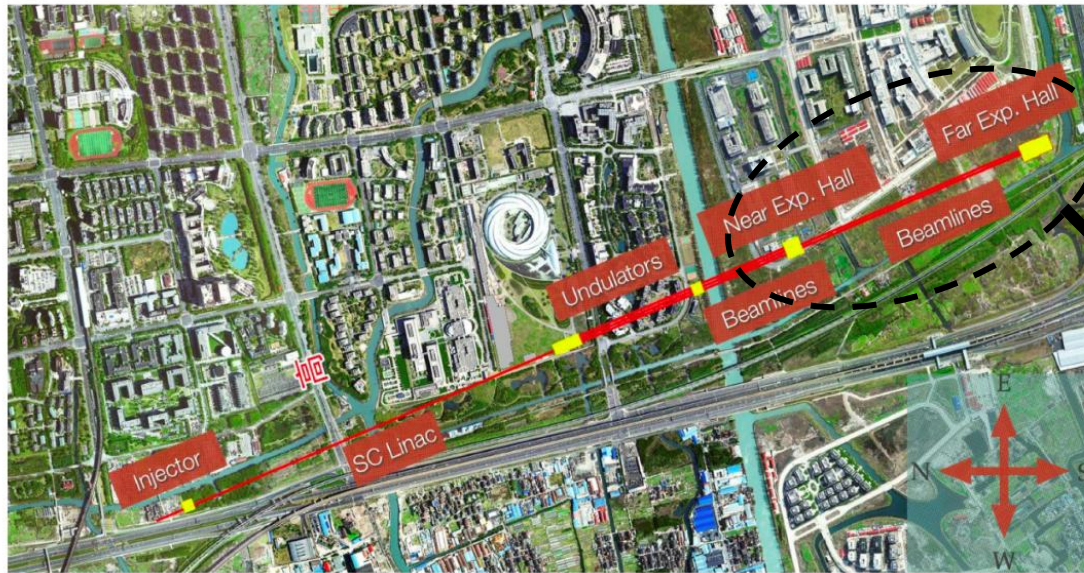 Far Exp. Hall
Near Exp. Hall
Beamlines
Undulators
Beamlines
SC Linac
Injector
E
N
W